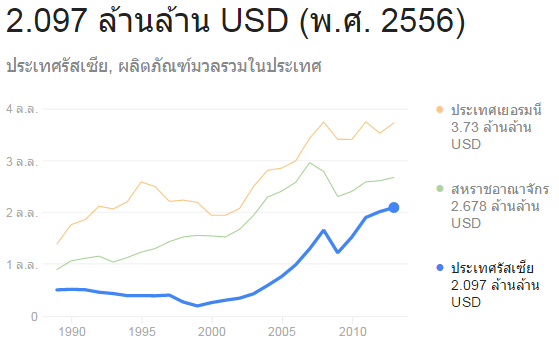 2.097 ล้านล้าน USD (พ.ศ. 2556)
ประเทศรัสเซีย, ผลิตภัณฑ์มวลรวมในประเทศ
4 ล.ล.
3 ล.ล.
2 ล.ล.
1 ล.ล.
0
1990
1995
2000
2005
2010
ประเทศเยอรมนี
3.73 ล้านล้าน
USD
สหราชอาณาจักร
2.678 ล้านล้าน
USD
ประเทศรัสเซีย
2.097 ล้านล้าน
USD